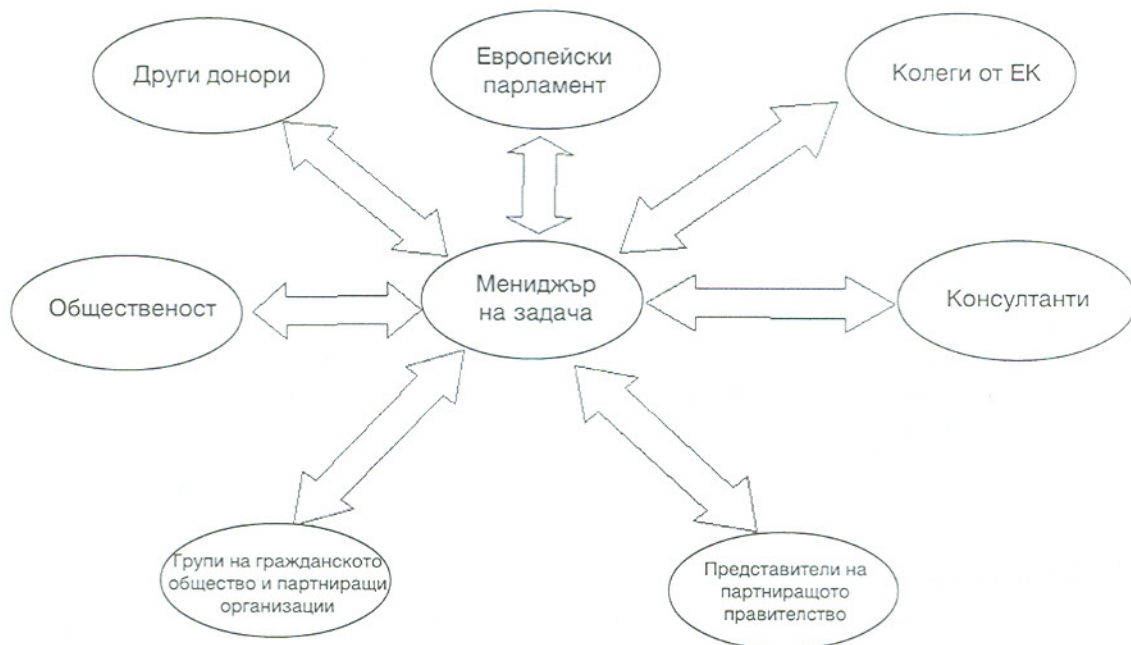 Други донори
Европейски
парламент
Колеги от ЕК
Общественост
Мениджър
на задача
Консултанти
Групи на гражданското
общество и партниращи
организации
Представители на
партниращото
правителство